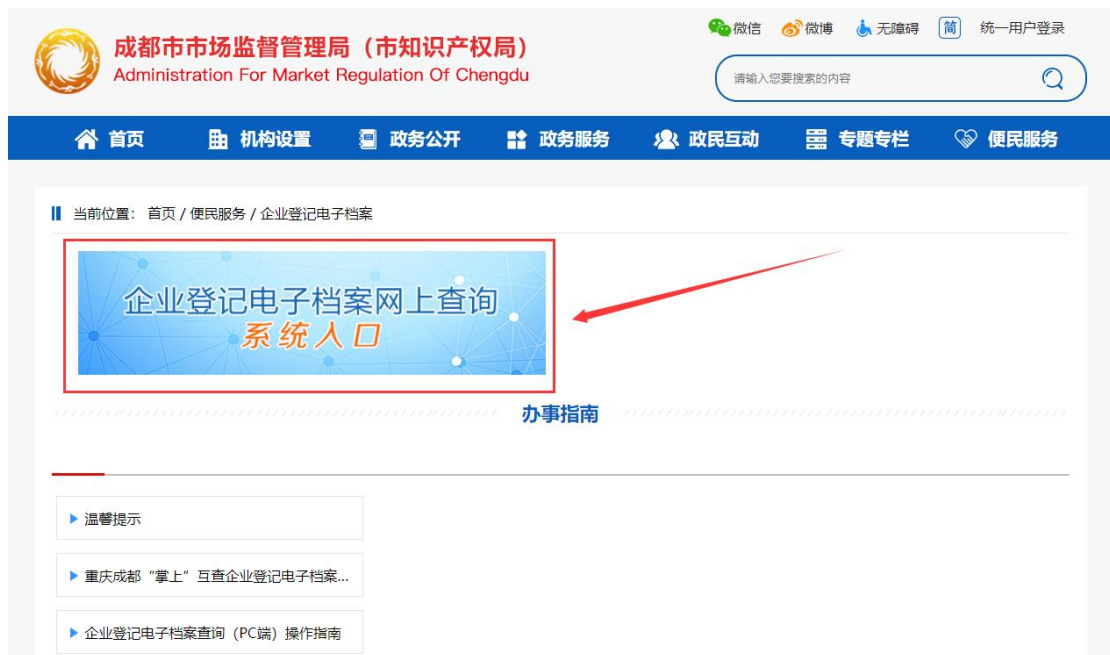 成都市市场监督管理局（市知识产权局）
Administration For Market Regulation Of Chengdu
微信 微博 无障碍 简 统一用户登录
请输入您要搜索的内容
首页 机构设置 政务公开 政务服务 政民互动 专题专栏 便民服务
当前位置： 首页 / 便民服务 / 企业登记电子档案
企业登记电子档案网上查询
系统入口
办事指南
温馨提示
重庆成都“掌上”互查企业登记电子档案...
企业登记电子档案查询（PC端）操作指南